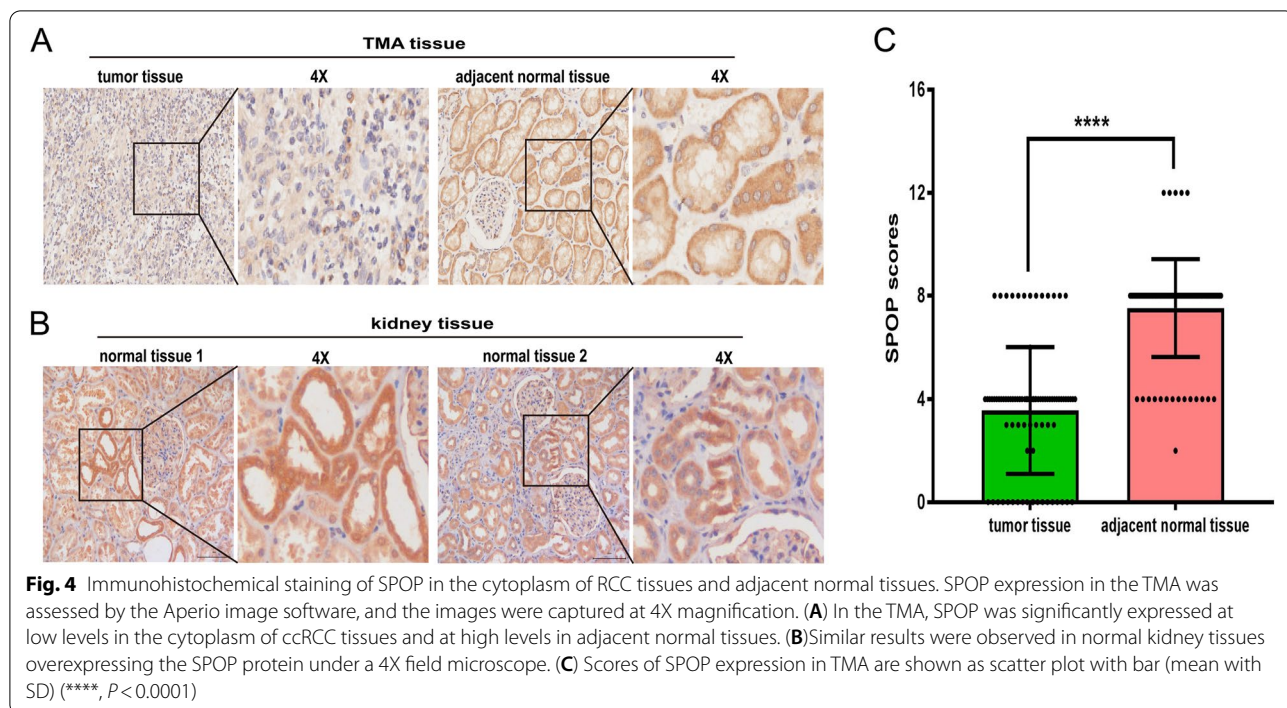 A
TMA tissue
tumor tissue
4X
adjacent normal tissue
4X
B
kidney tissue
normal tissue 1
4X
normal tissue 2
4X
C
SPOP scores
16
12
8
4
0
****
tumor tissue
adjacent normal tissue
Fig. 4 Immunohistochemical staining of SPOP in the cytoplasm of RCC tissues and adjacent normal tissues. SPOP expression in the TMA was
assessed by the Aperio image software, and the images were captured at 4X magnification. (A) In the TMA, SPOP was significantly expressed at
low levels in the cytoplasm of ccRCC tissues and at high levels in adjacent normal tissues. (B)Similar results were observed in normal kidney tissues
overexpressing the SPOP protein under a 4X field microscope. (C) Scores of SPOP expression in TMA are shown as scatter plot with bar (mean with
SD) (****, P < 0.0001)